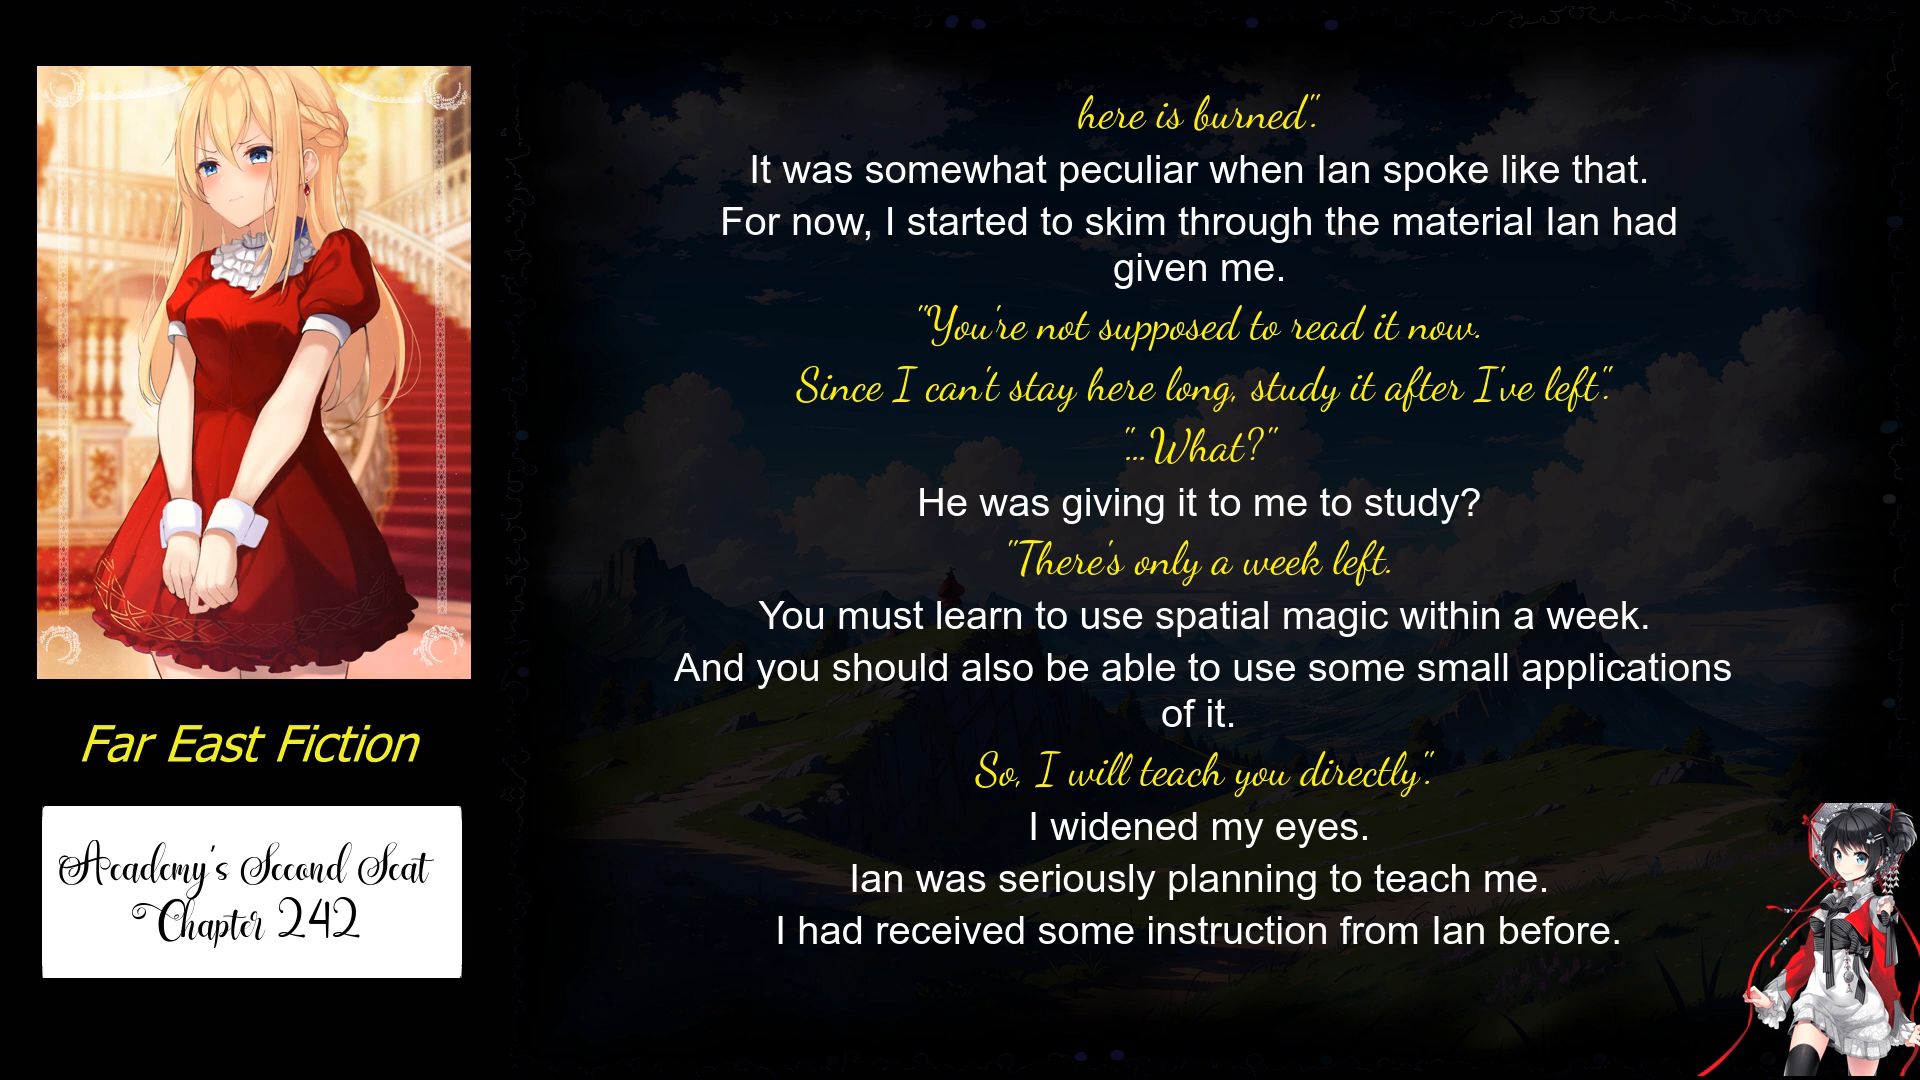 here is burned".
It was somewhat peculiar when Ian spoke like that.
For now, I started to skim through the material Ian had
given me.
"You're not supposed to read it now.
Since I can't stay here long, study it after I've left".
"...What?"
He was giving it to me to study?
"There's only a week left.
You must learn to use spatial magic within a week.
And you should also be able to use some small applications
of it.
So, I will teach you directly".
I widened my eyes.
Ian was seriously planning to teach me.
I had received some instruction from Ian before.
Far East Fiction
Academy's Second Seat
Chapter 242